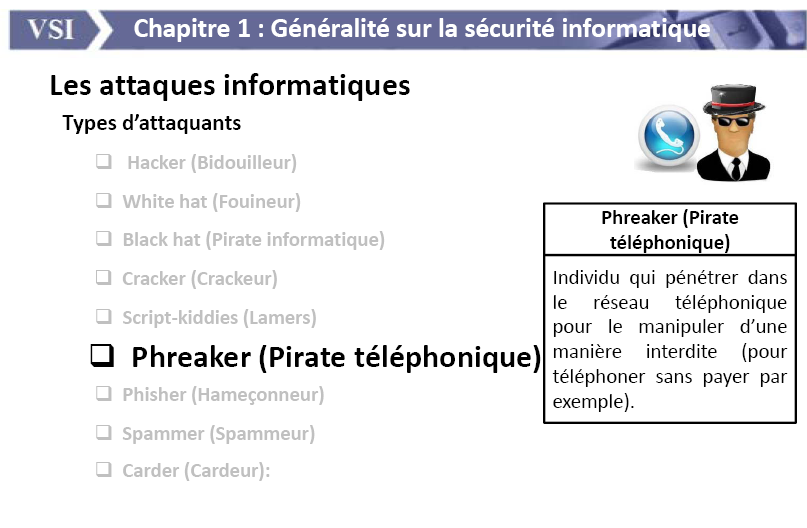 VSI
Chapitre 1 : Généralité sur la sécurité informatique
Les attaques informatiques
Types d’attaquants
❑ Hacker (Bidouilleur)
❑ White hat (Fouineur)
❑ Black hat (Pirate informatique)
❑ Cracker (Crackeur)
❑ Script-kiddies (Lamers)
❑ Phreaker (Pirate téléphonique)
❑ Phisher (Hameçonneur)
❑ Spammer (Spammeur)
❑ Carder (Cardeur):
Phreaker (Pirate
téléphonique)
Individu qui pénétrer dans
le réseau téléphonique
pour le manipuler d’une
manière interdite (pour
téléphoner sans payer par
exemple).